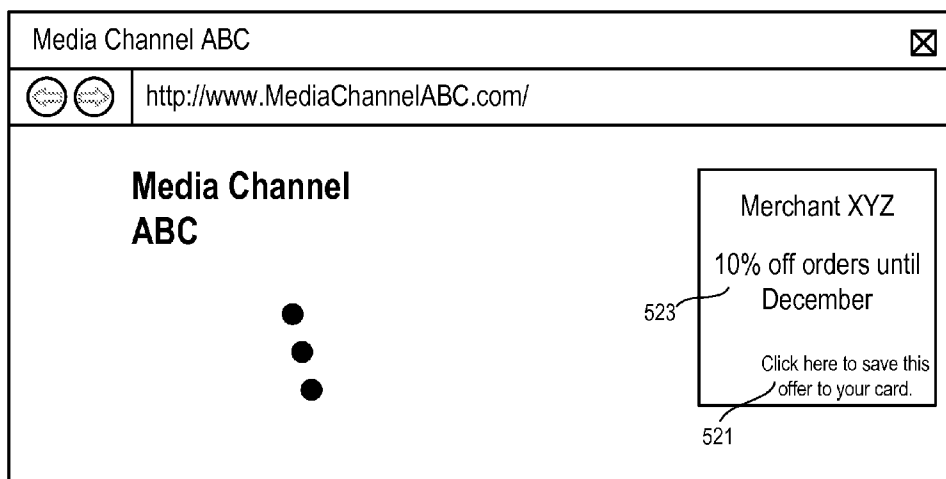 Media Channel ABC
http://www.MediaChannelABC.com/
Media Channel
ABC
Merchant XYZ
10% off orders until
December
523
Click here to save this
offer to your card.
521